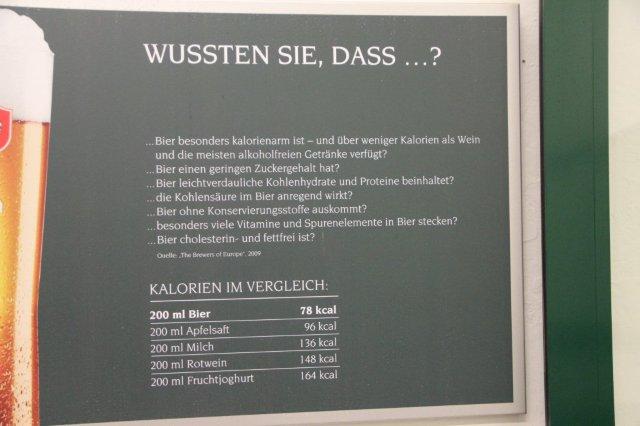 WUSSTEN SIE, DASS ...?
...Bier besonders kalorienarm ist – und über weniger Kalorien als Wein
und die meisten alkoholfreien Getränke verfügt?
...Bier einen geringen Zuckergehalt hat?
...Bier leichtverdauliche Kohlenhydrate und Proteine beinhaltet?
...die Kohlensäure im Bier anregend wirkt?
...Bier ohne Konservierungsstoffe auskommt?
...besonders viele Vitamine und Spurenelemente in Bier stecken?
...Bier cholesterin- und fettfrei ist?
Quelle: „The Brewers of Europe", 2009
KALORIEN IM VERGLEICH:
200 ml Bier 78 kcal
200 ml Apfelsaft 96 kcal
200 ml Milch 136 kcal
200 ml Rotwein 148 kcal
200 ml Fruchtjoghurt 164 kcal